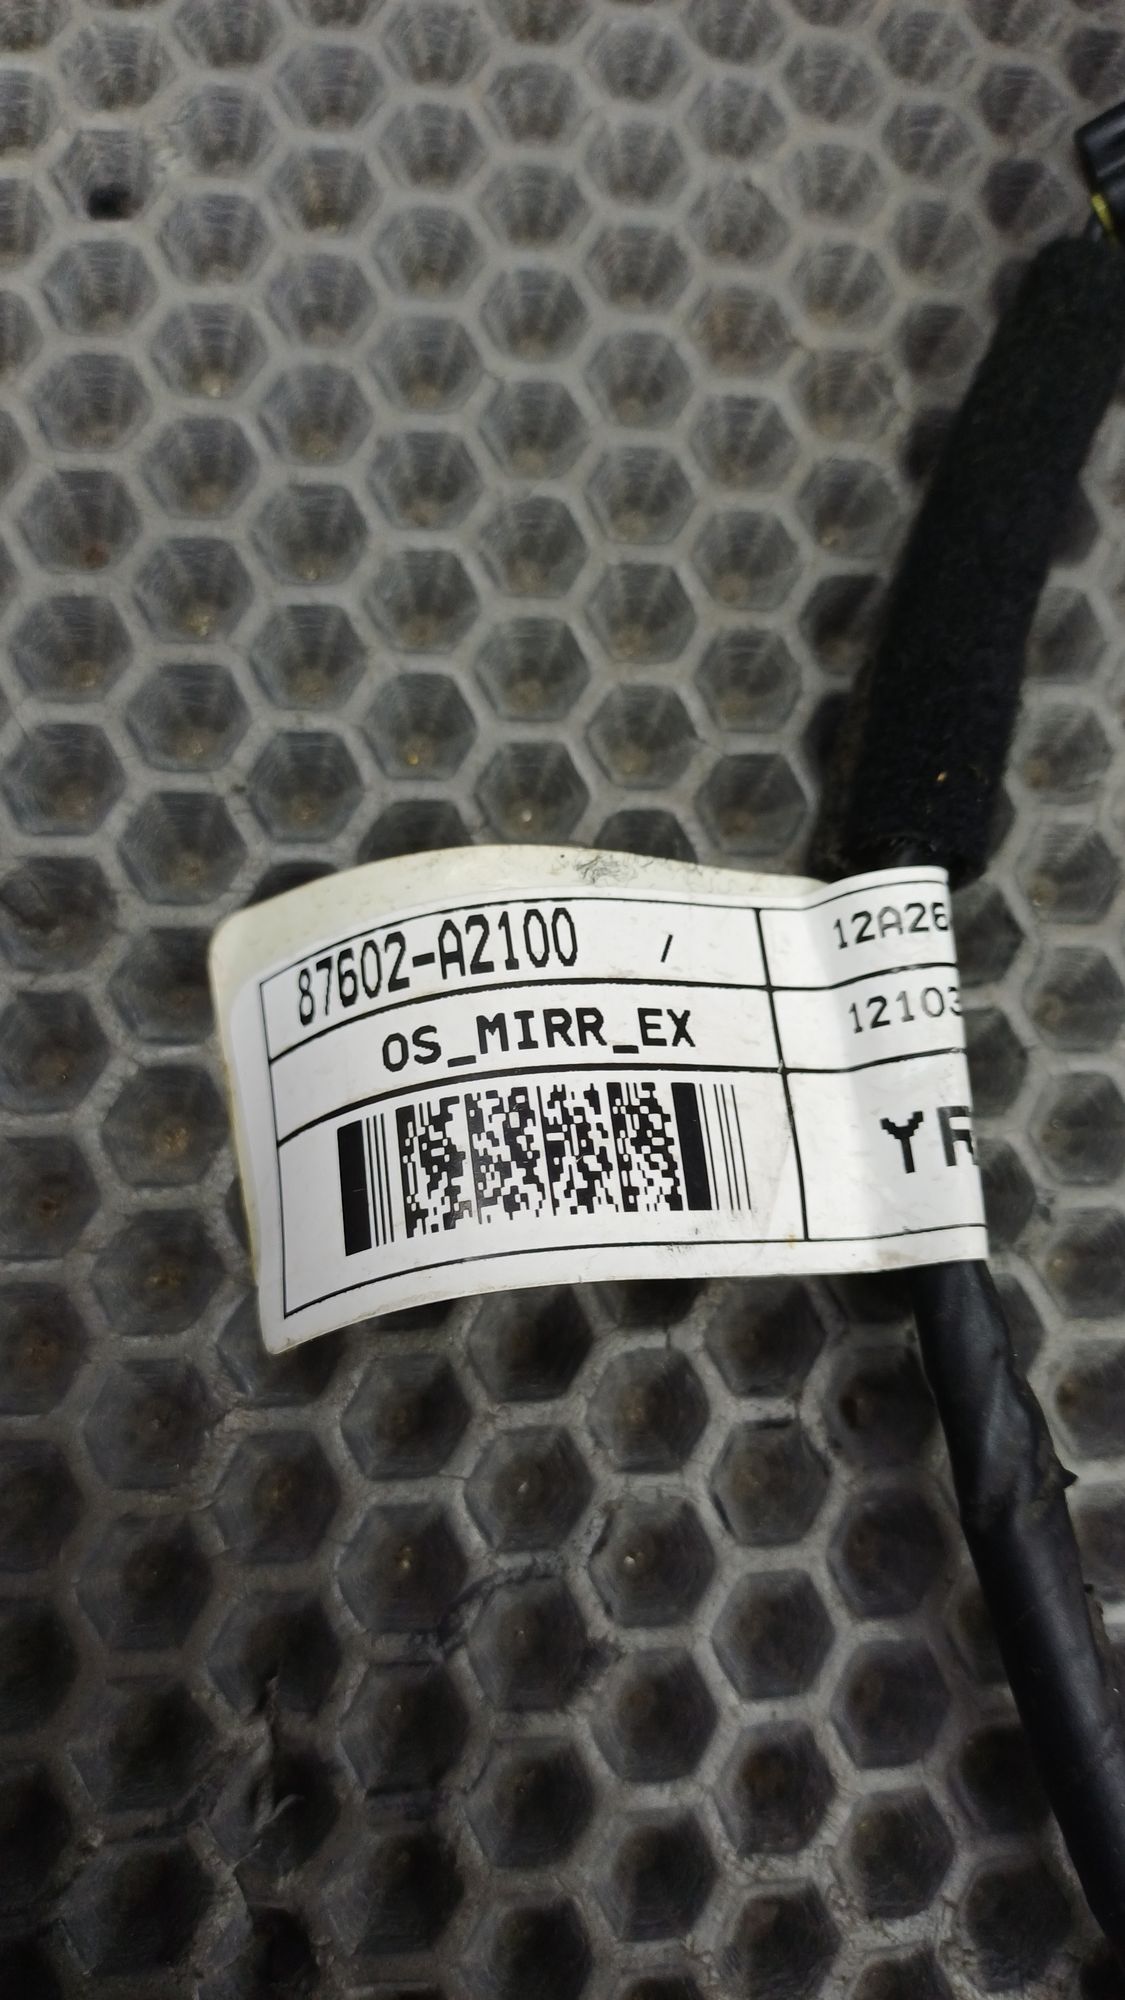 87602-A2100 /
12A26
OS_MIRR_EX
12103
YR